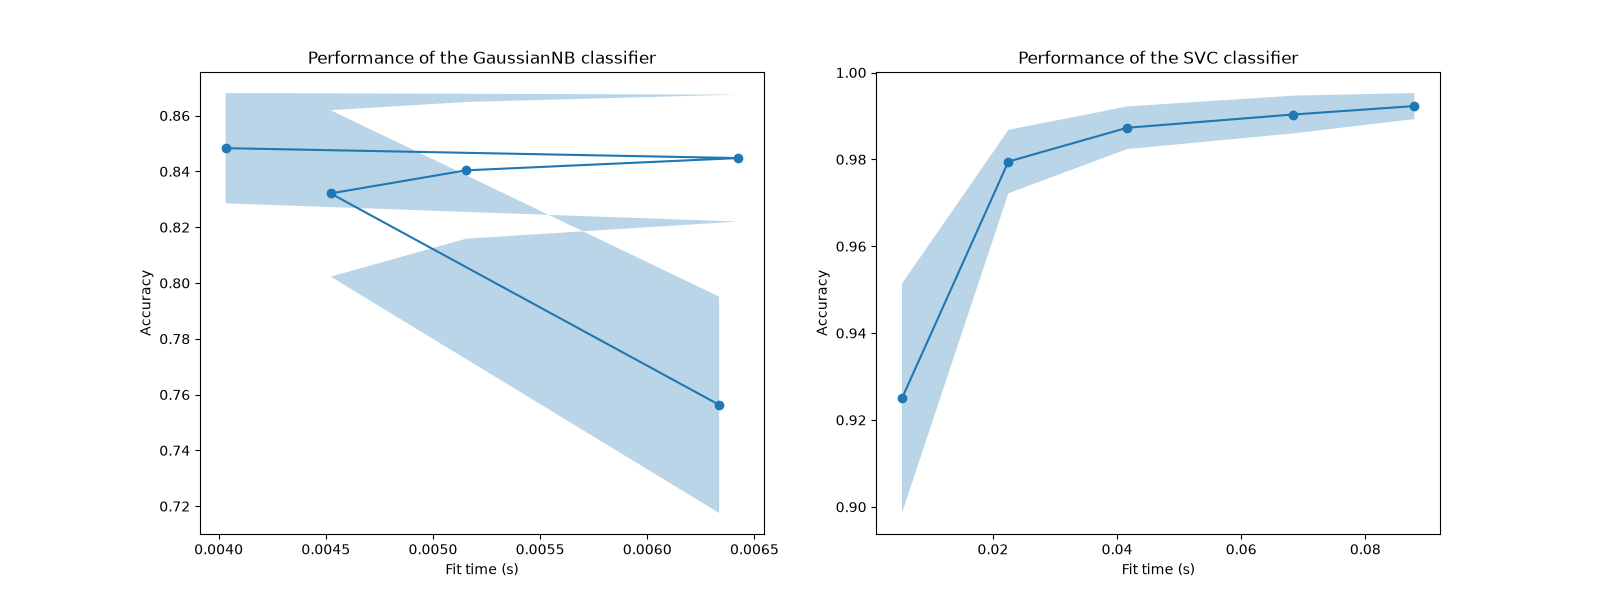 Performance of the GaussianNB classifier
0.86
0.84
0.82
0.80
0.78
0.76
0.74
0.72
Accuracy
0.0040 0.0045 0.0050 0.0055 0.0060 0.0065
Fit time (s)
Performance of the SVC classifier
1.00
0.98
0.96
0.94
0.92
0.90
Accuracy
0.02 0.04 0.06 0.08
Fit time (s)